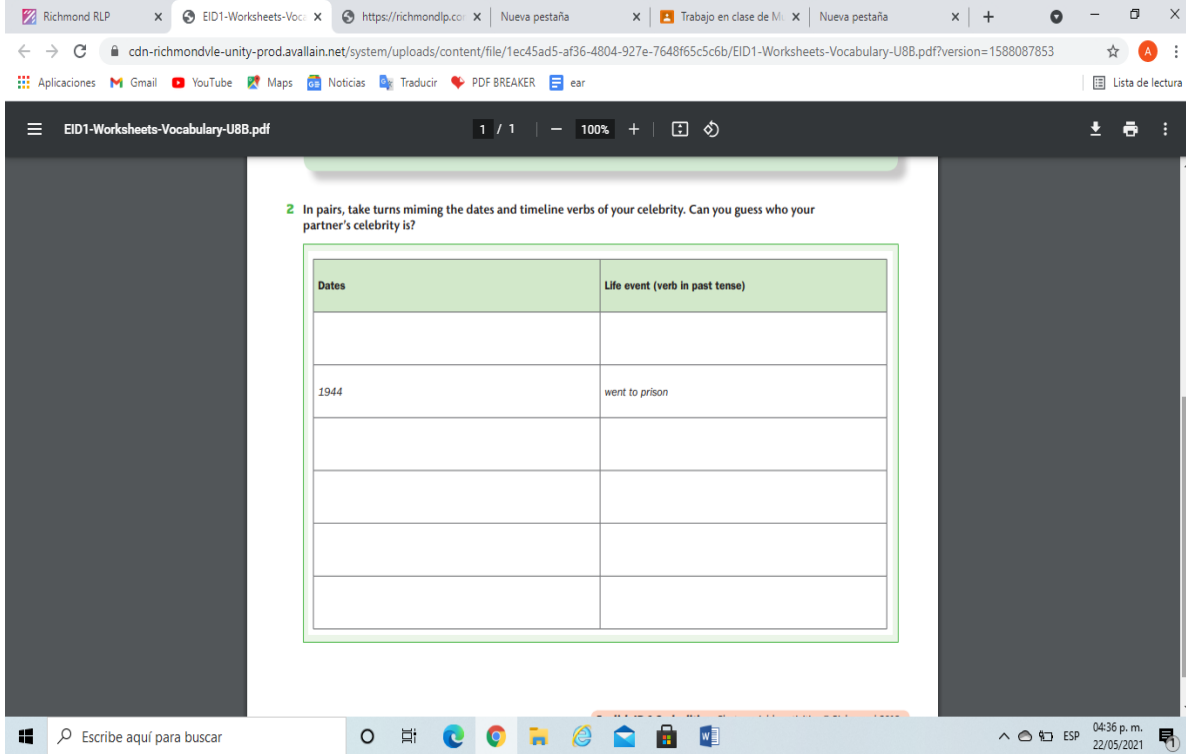 Richmond RLP
EID1-Worksheets-Voca
https://richmondlp.cor
Nueva pestaña
Trabajo en clase de Mu
Nueva pestaña
cdn-richmondvle-unity-prod.avallain.net/system/uploads/content/file/1ec45ad5-af36-4804-927e-7648f65c5c6b/EID1-Worksheets-Vocabulary-U8B.pdf?version=1588087853
A
Aplicaciones Gmail YouTube Maps Noticias Traducir PDF BREAKER ear Lista de lectura
EID1-Worksheets-Vocabulary-U8B.pdf 1 / 1 100%
2 In pairs, take turns miming the dates and timeline verbs of your celebrity. Can you guess who your
partner's celebrity is?
Dates Life event (verb in past tense)
1944 went to prison
Escribe aquí para buscar
ESP
04:36 p. m.
22/05/2021
1